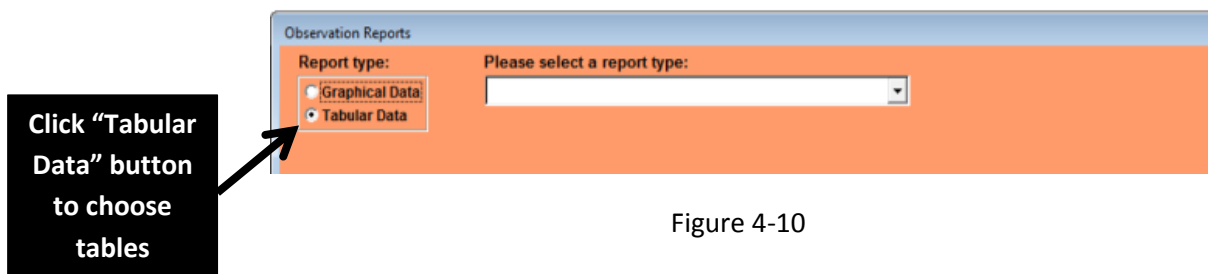 Observation Reports
Report type:
Please select a report type:
Graphical Data
Tabular Data
Click “Tabular
Data” button
to choose
tables
Figure 4-10